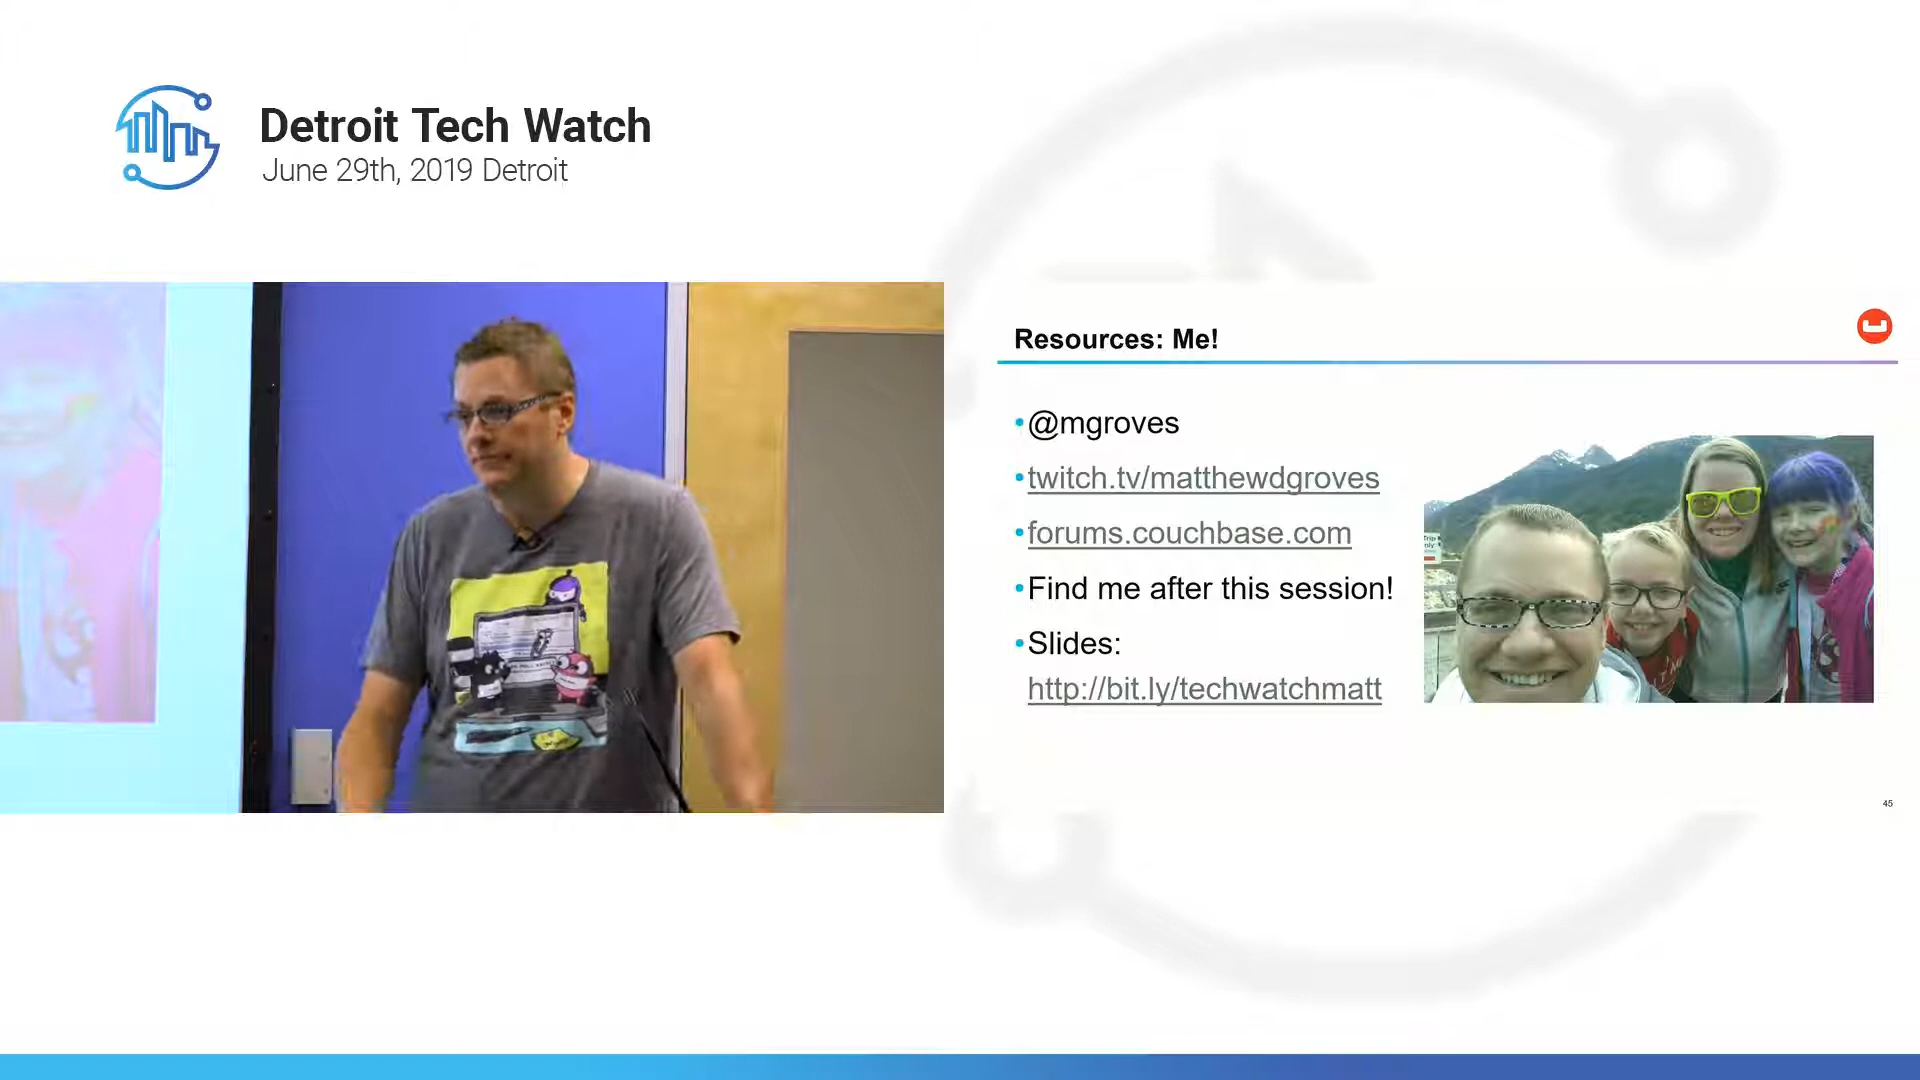 Detroit Tech Watch
June 29th, 2019 Detroit
Resources: Me!
•@mgroves
•twitch.tv/matthewdgroves
•forums.couchbase.com
•Find me after this session!
•Slides:
http://bit.ly/techwatchmatt
45